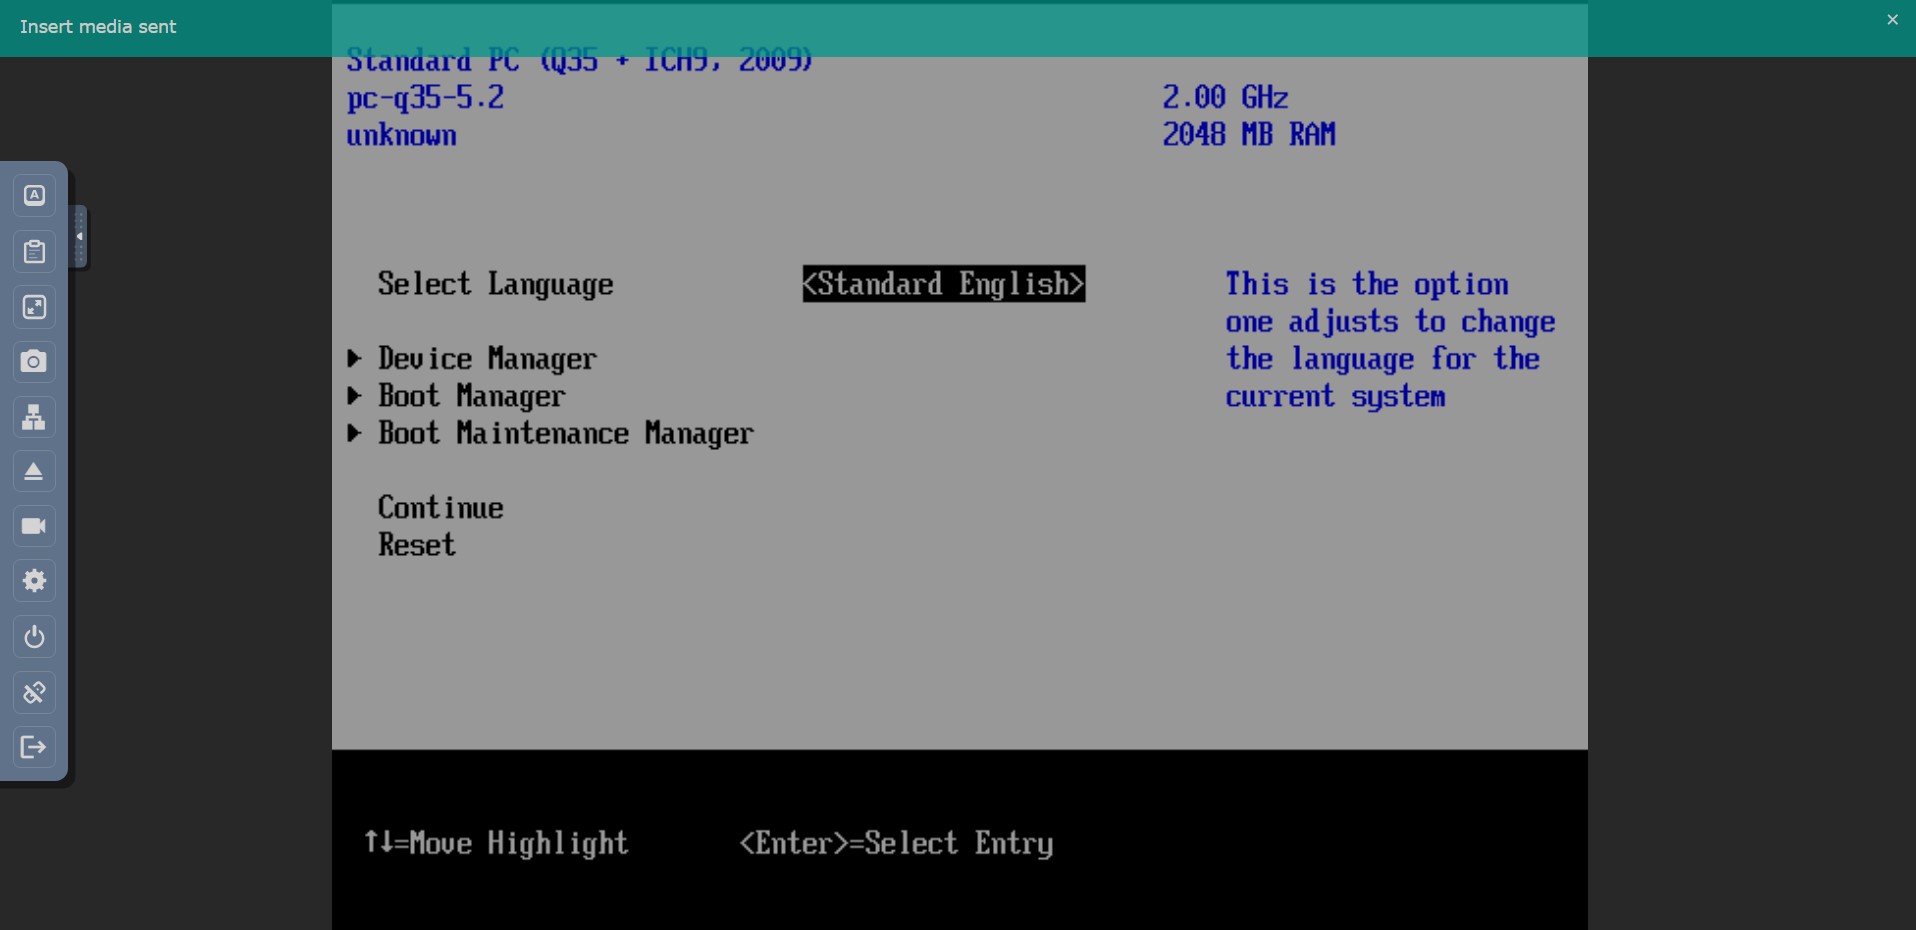 Insert media sent
Standard PC (Q35 + ICH9, 2009)
pc-q35-5.2 2.00 GHz
unknown 2048 MB RAM
Select Language <Standard English> This is the option
one adjusts to change
Device Manager the language for the
Boot Manager current system
Boot Maintenance Manager
Continue
Reset
↑↓=Move Highlight <Enter>=Select Entry